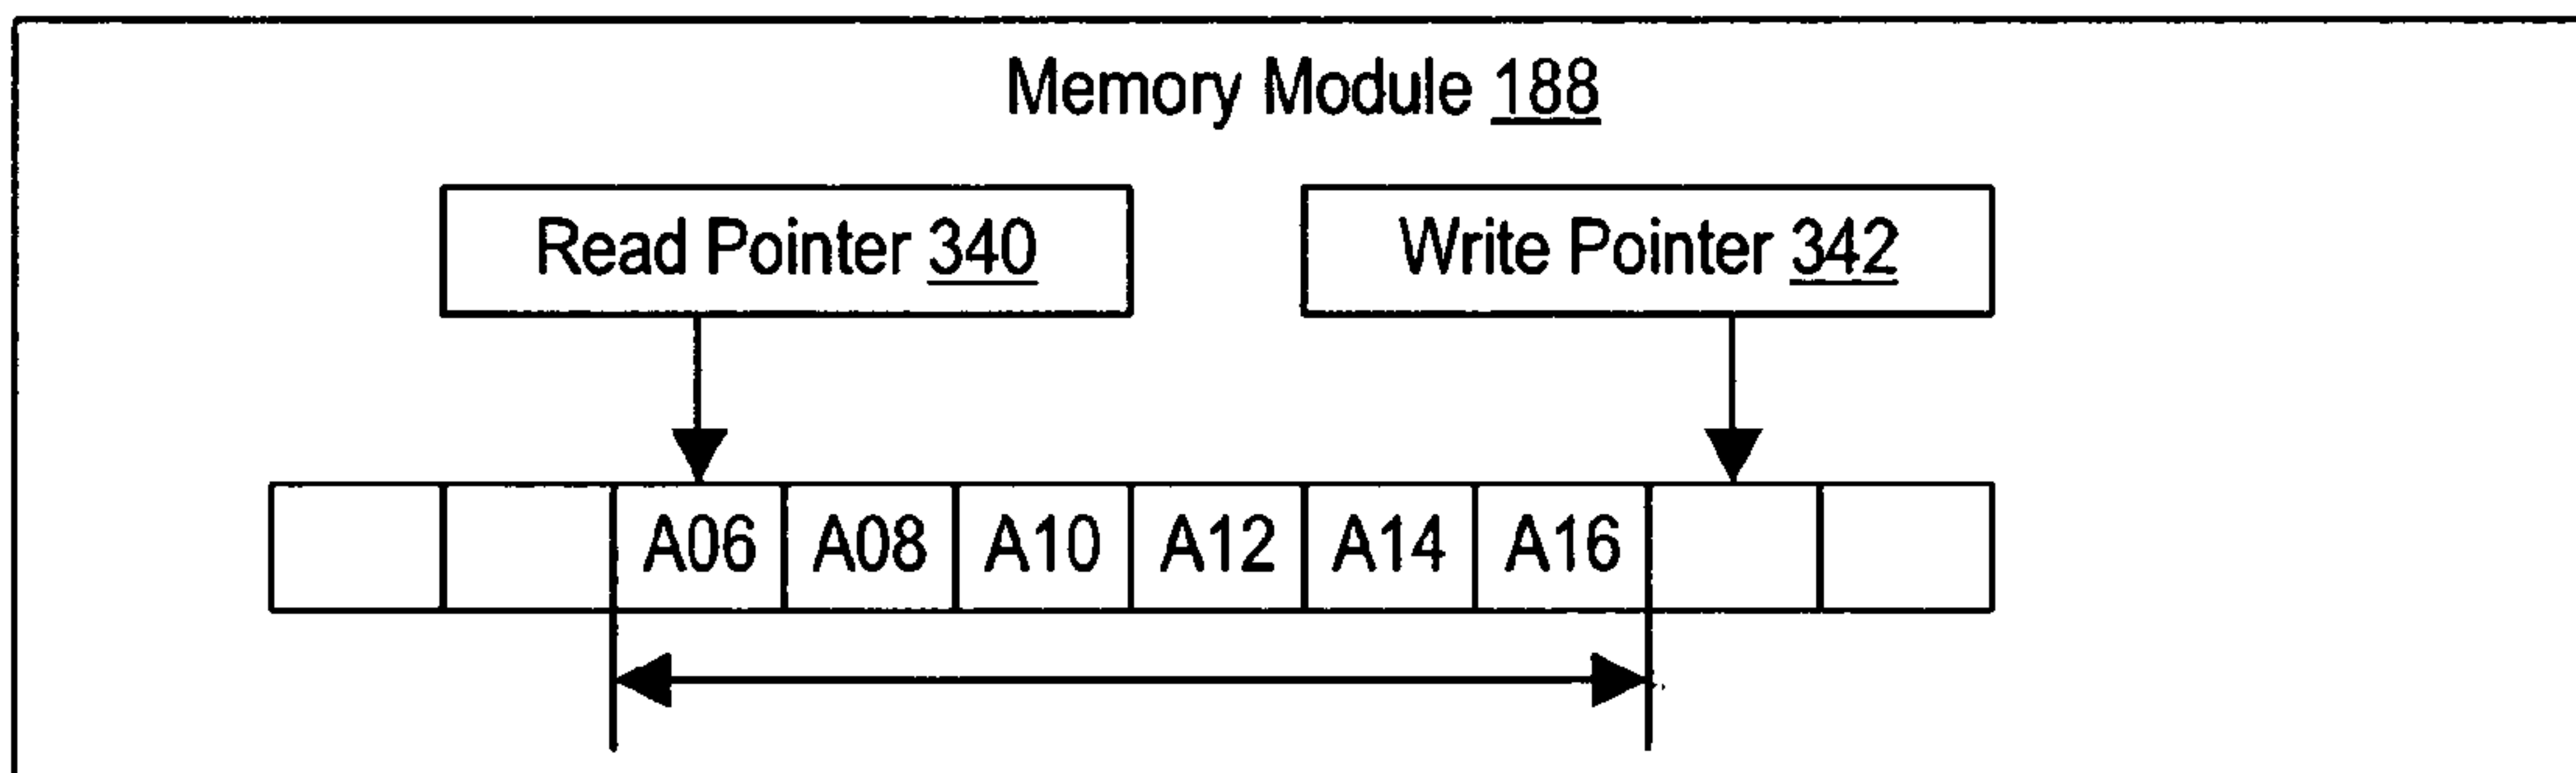 Memory Module 188
Read Pointer 340 Write Pointer 342
A06 A08 A10 A12 A14 A16